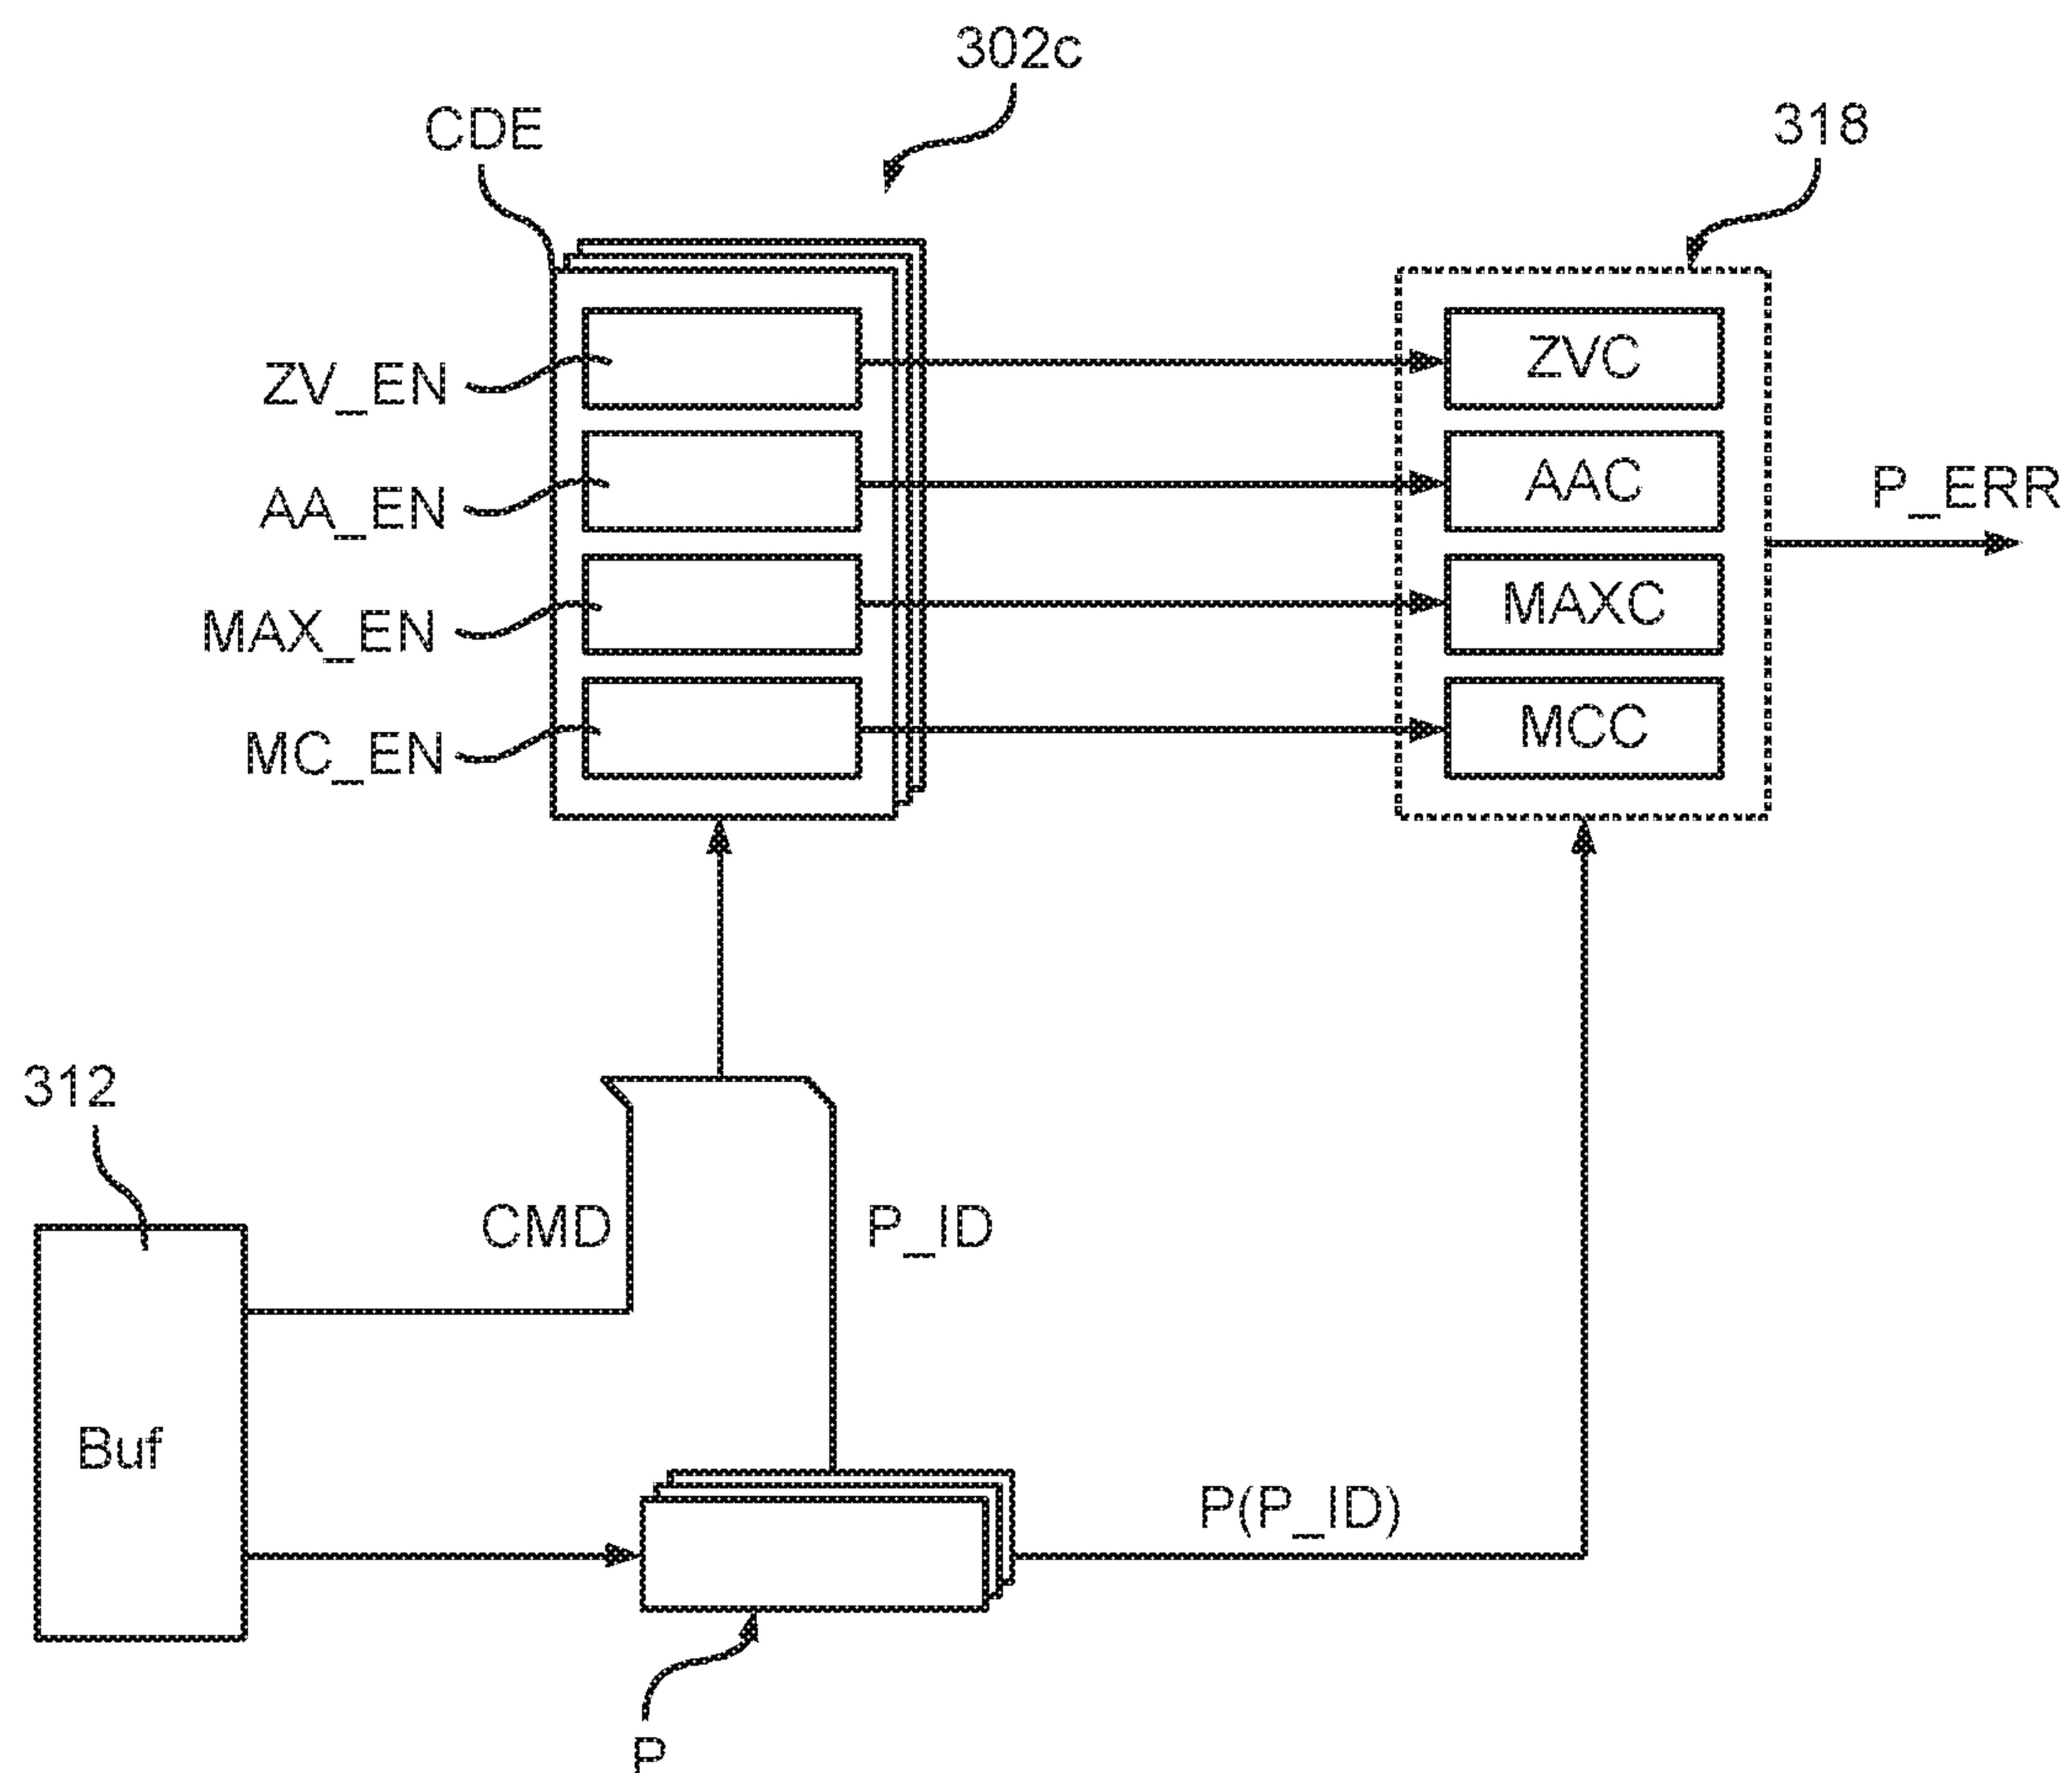 302c
CDE
318
ZV_EN
ZVC
AA_EN
AAC
P_ERR
MAX_EN
MAXC
MC_EN
MCC
312
CMD
P_ID
Buf
P(P_ID)
P